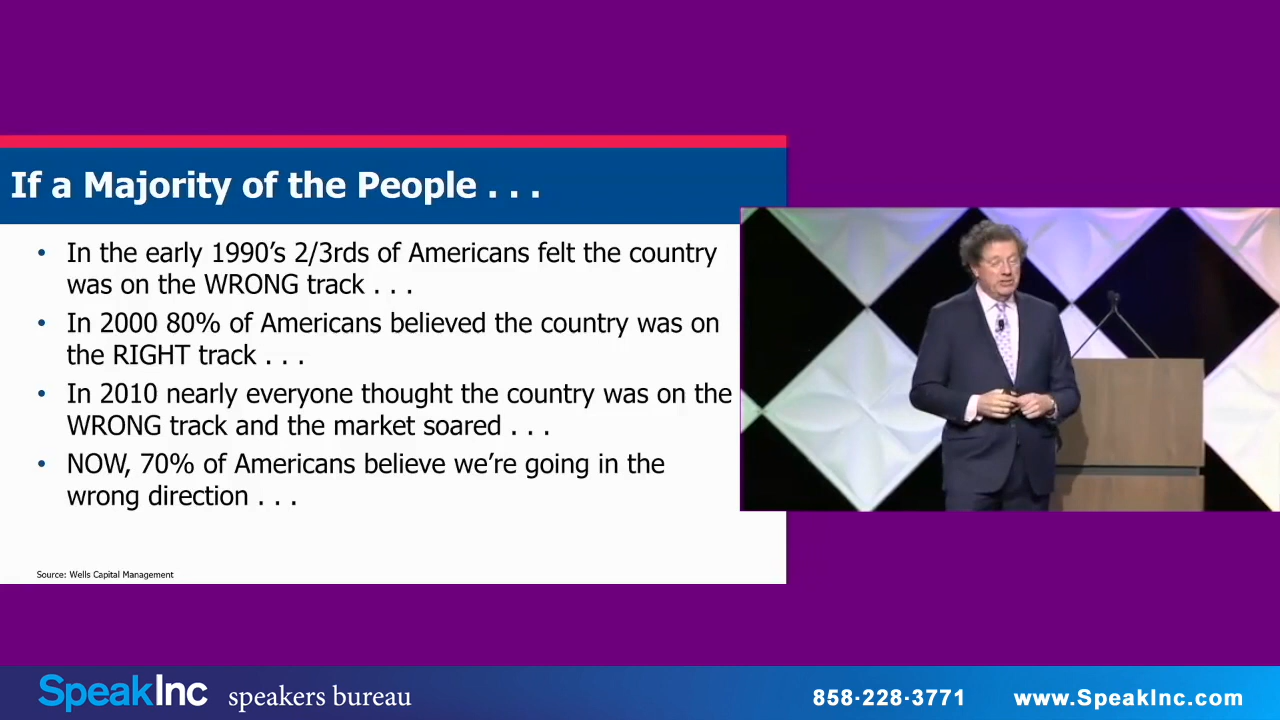 If a Majority of the People . . .
• In the early 1990’s 2/3rds of Americans felt the country
was on the WRONG track . . .
• In 2000 80% of Americans believed the country was on
the RIGHT track . . .
• In 2010 nearly everyone thought the country was on the
WRONG track and the market soared . . .
• NOW, 70% of Americans believe we’re going in the
wrong direction . . .
Source: Wells Capital Management
SpeakInc speakers bureau
858·228·3771 www.SpeakInc.com